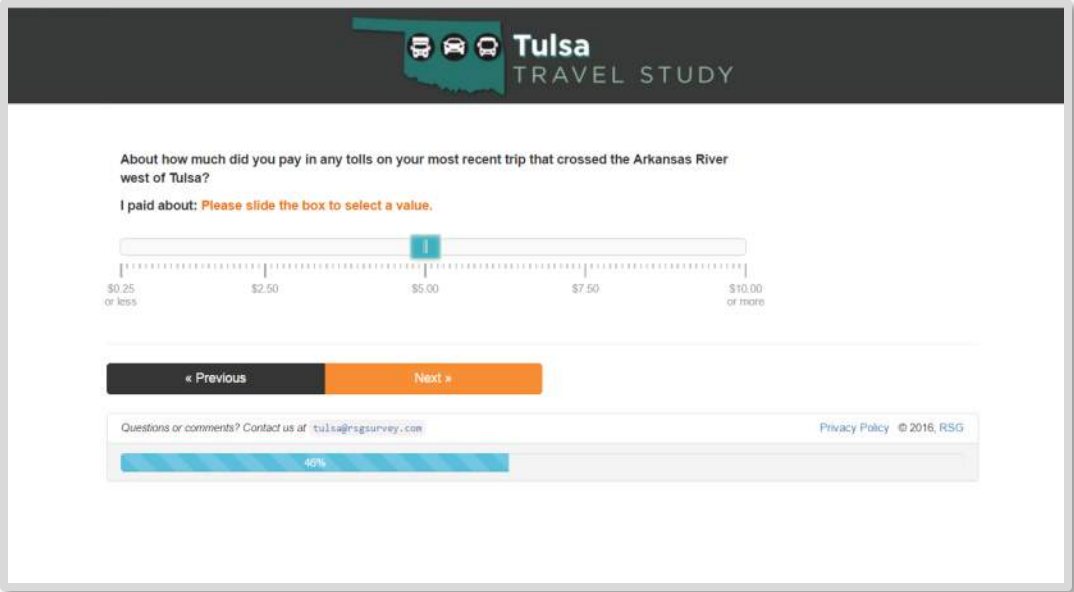 Tulsa
TRAVEL STUDY
About how much did you pay in any tolls on your most recent trip that crossed the Arkansas River
west of Tulsa?
I paid about: Please slide the box to select a value.
$0.25 $2.50 $5.00 $7.50 $10.00
or less or more
« Previous Next »
Questions or comments? Contact us at tulsa@rsgsurvey.com Privacy Policy © 2016, RSG
46%